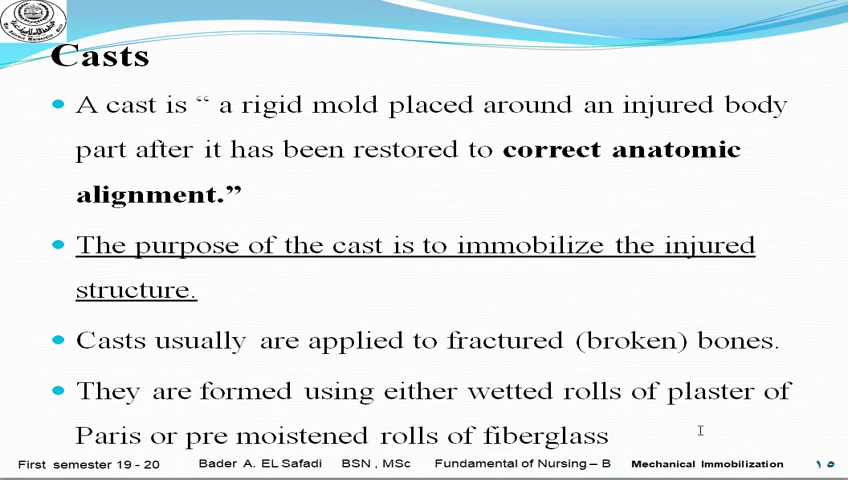 Casts
• A cast is “ a rigid mold placed around an injured body
part after it has been restored to correct anatomic
alignment.”
• The purpose of the cast is to immobilize the injured
structure.
• Casts usually are applied to fractured (broken) bones.
• They are formed using either wetted rolls of plaster of
Paris or pre moistened rolls of fiberglass
First semester 19 - 20 Bader A. EL Safadi BSN , MSc Fundamental of Nursing – B Mechanical Immobilization ١٥